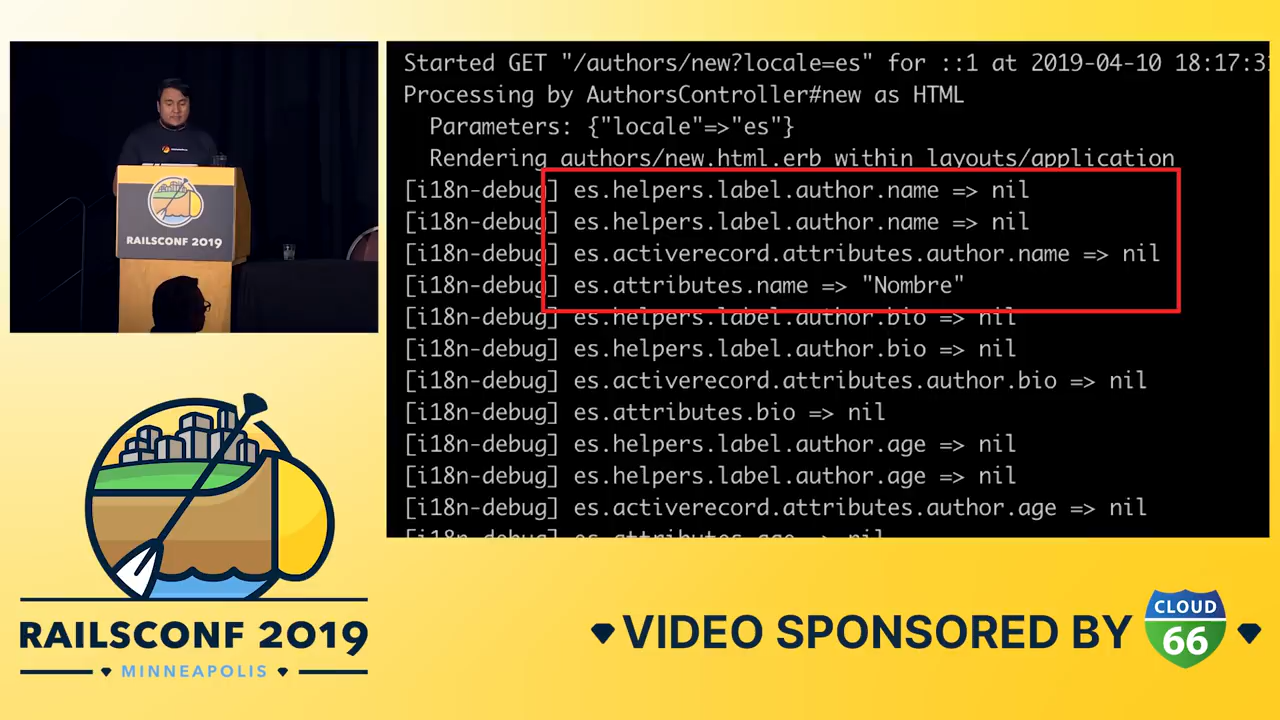 Started GET "/authors/new?locale=es" for ::1 at 2019-04-10 18:17:3
Processing by AuthorsController#new as HTML
Parameters: {"locale"=>"es"}
Rendering authors/new.html.erb within layouts/application
[i18n-debug] es.helpers.label.author.name => nil
[i18n-debug] es.helpers.label.author.name => nil
[i18n-debug] es.activerecord.attributes.author.name => nil
[i18n-debug] es.attributes.name => "Nombre"
[i18n-debug] es.helpers.label.author.bio => nil
[i18n-debug] es.helpers.label.author.bio => nil
[i18n-debug] es.activerecord.attributes.author.bio => nil
[i18n-debug] es.attributes.bio => nil
[i18n-debug] es.helpers.label.author.age => nil
[i18n-debug] es.helpers.label.author.age => nil
[i18n-debug] es.activerecord.attributes.author.age => nil
[i18n-debug] es.attributes.age => nil
RAILSCONF 2019
RAILSCONF 2019
MINNEAPOLIS
VIDEO SPONSORED BY
CLOUD
66